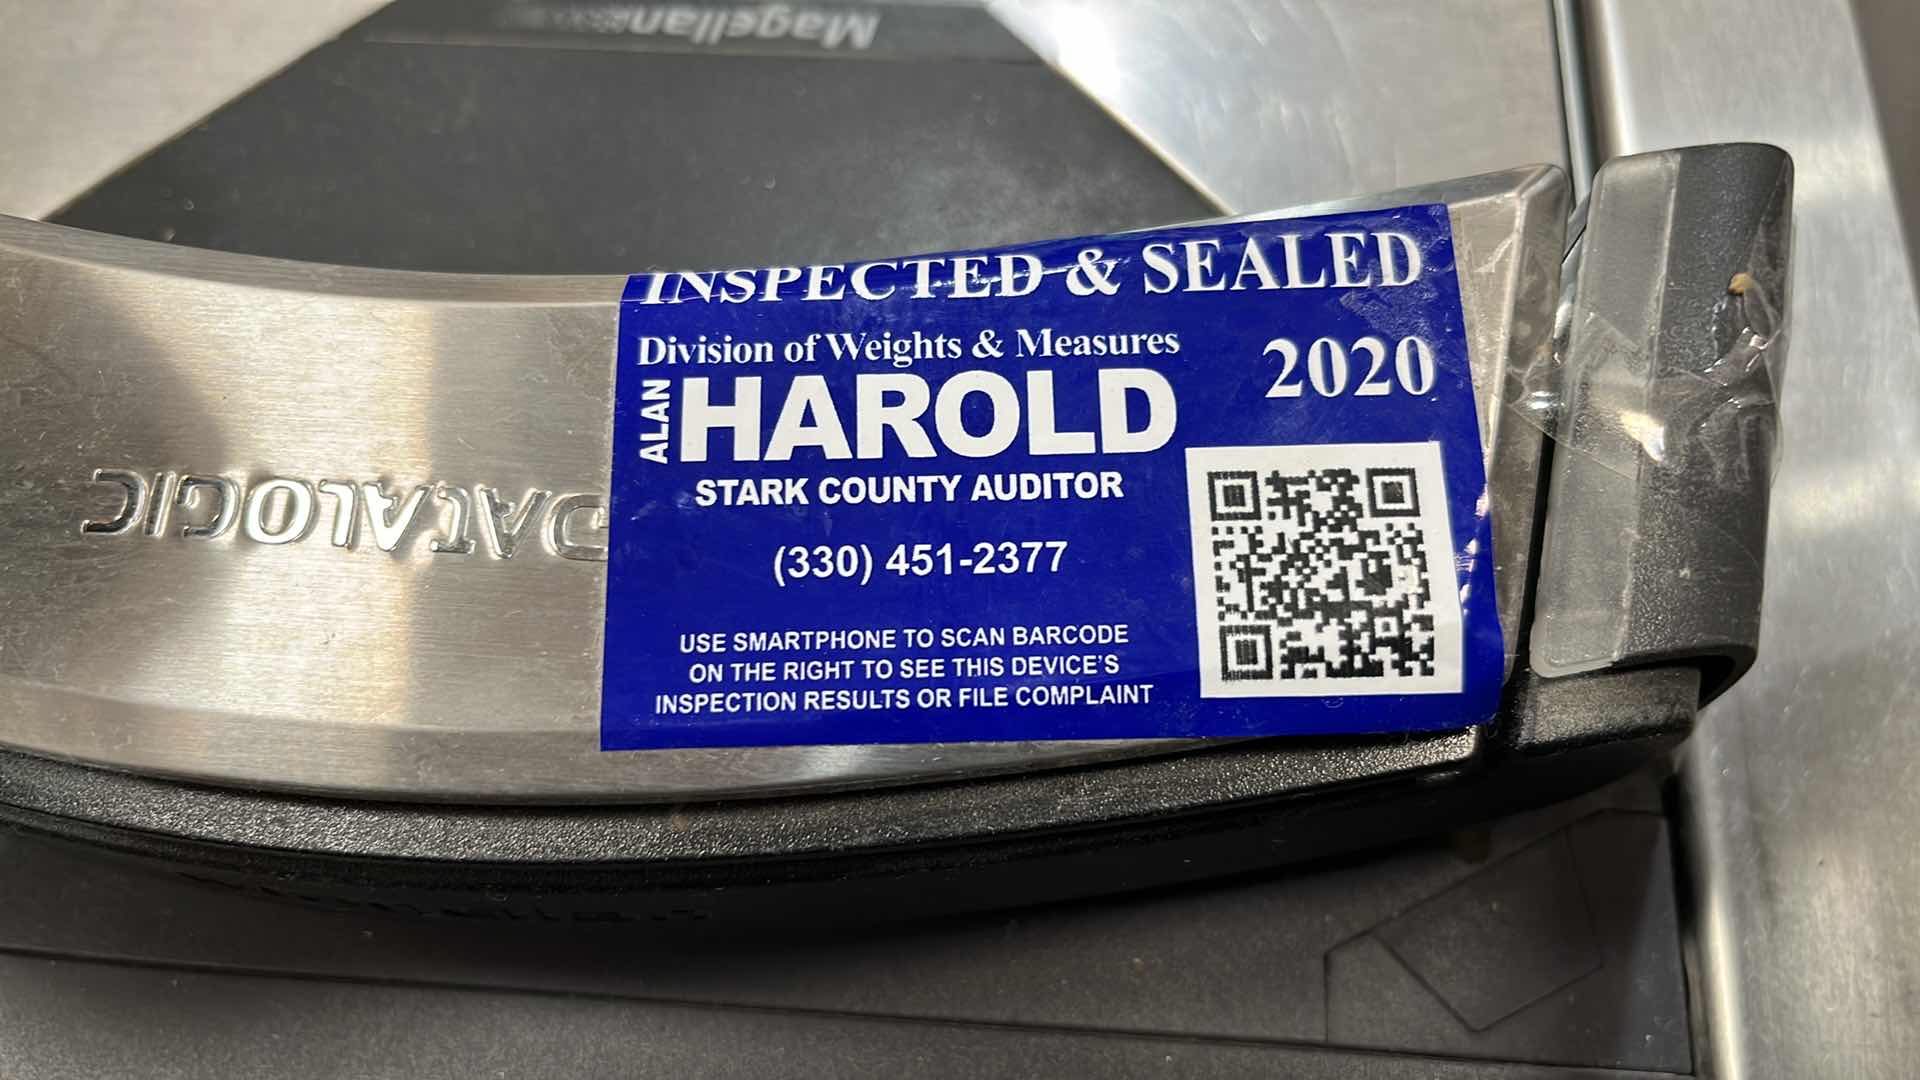 Magellan
INSPECTED & SEALED
Division of Weights & Measures
2020
ALAN
HAROLD
STARK COUNTY AUDITOR
(330) 451-2377
USE SMARTPHONE TO SCAN BARCODE
ON THE RIGHT TO SEE THIS DEVICE'S
INSPECTION RESULTS OR FILE COMPLAINT
DATALOGIC